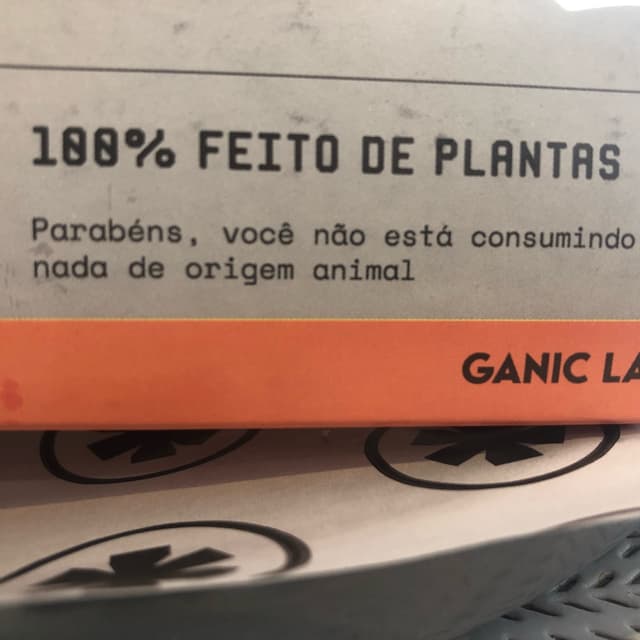 100% FEITO DE PLANTAS
Parabéns, você não está consumindo
nada de origem animal
GANIC LA